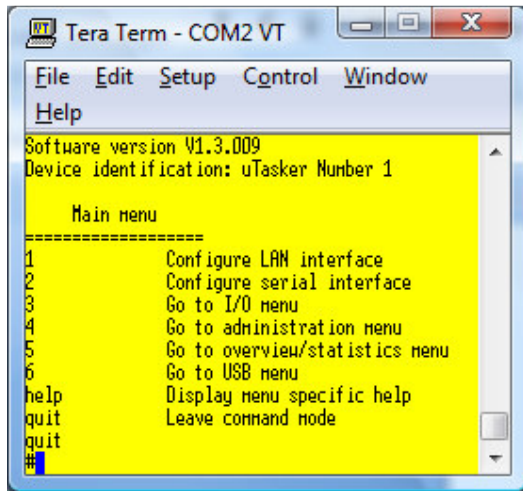 Tera Term - COM2 VT
File Edit Setup Control Window
Help
Software version V1.3.009
Device identification: uTasker Number 1
Main menu
===================
1 Configure LAN interface
2 Configure serial interface
3 Go to I/O menu
4 Go to administration menu
5 Go to overview/statistics menu
6 Go to USB menu
help Display menu specific help
quit Leave command mode
quit
#